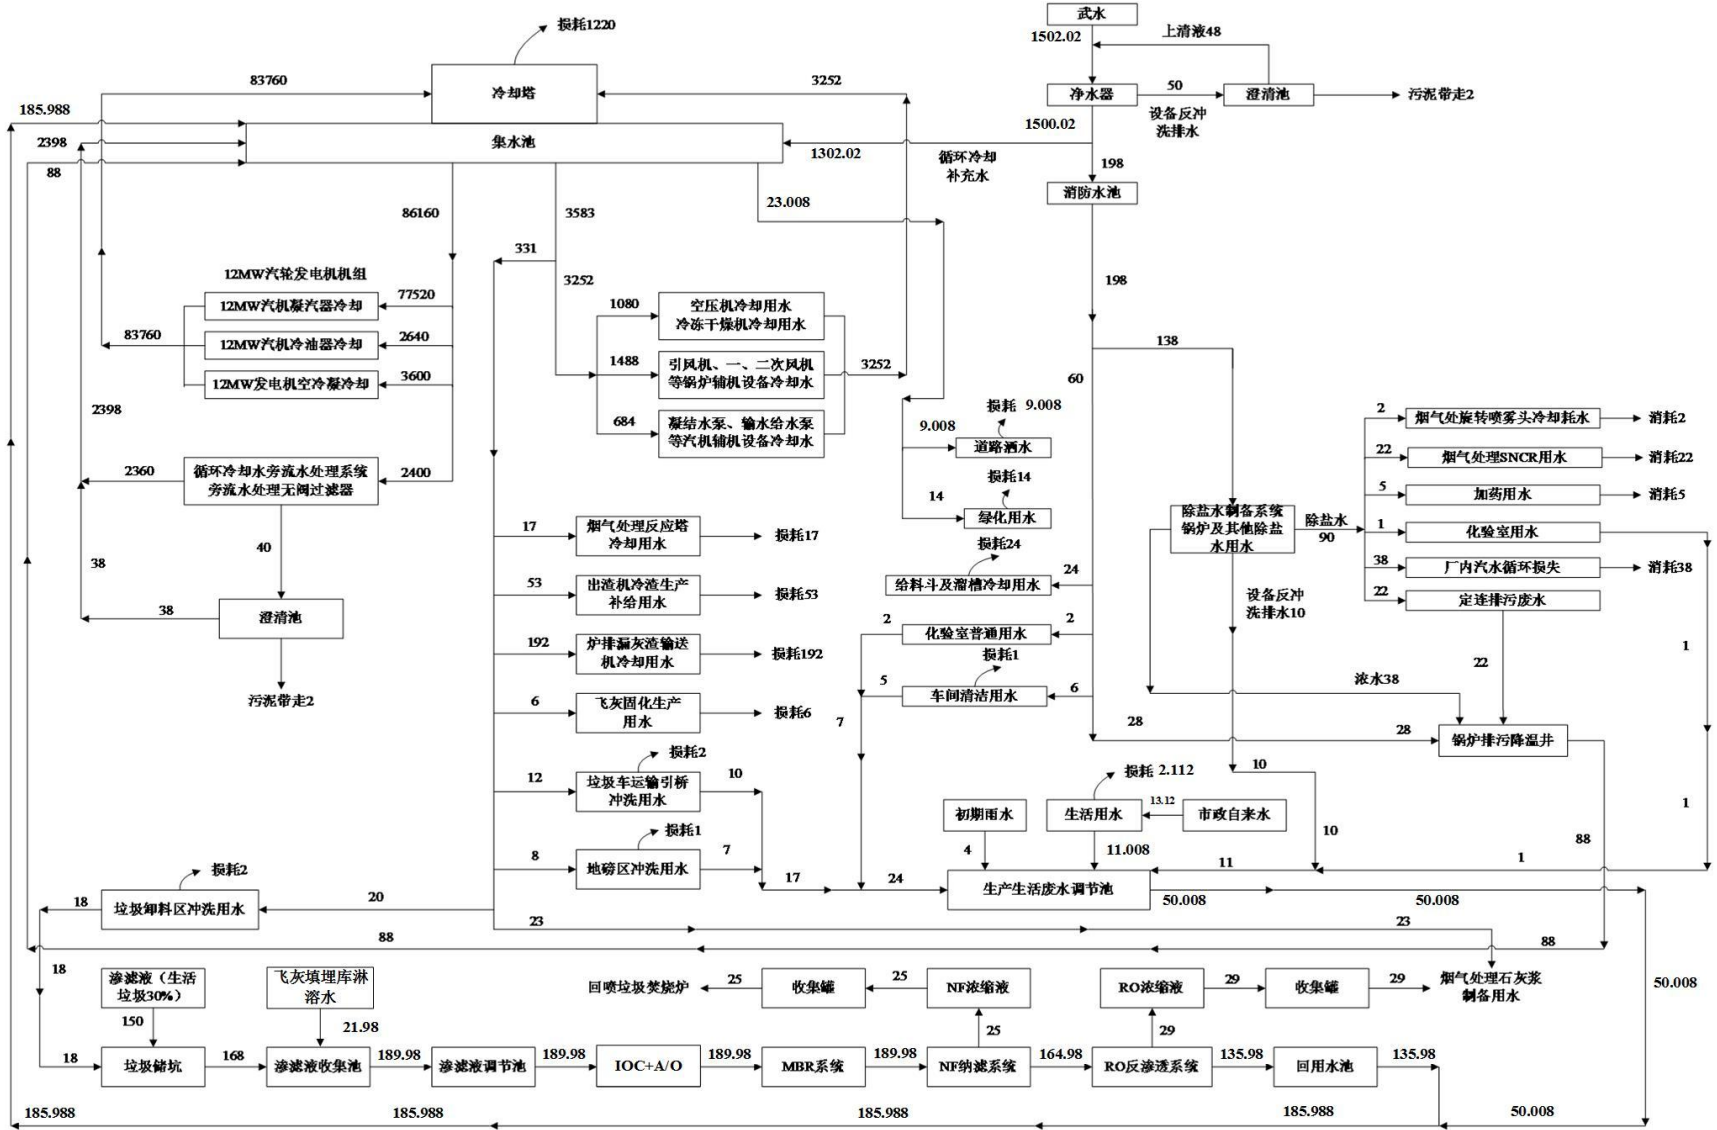 武水
1502.02
上清液48
净水器
50
设备反冲
洗排水
澄清池
污泥带走2
1500.02
1302.02
循环冷却
补充水
198
消防水池
198
损耗1220
83760
冷却塔
3252
185.988
2398
88
集水池
86160
3583
23.008
331
3252
12MW汽轮发电机机组
77520
12MW汽机凝汽器冷却
83760
2640
12MW汽机冷油器冷却
3600
12MW发电机空冷凝冷却
2398
1080
空压机冷却用水
冷冻干燥机冷却用水
1488
引风机、一、二次风机
等锅炉辅机设备冷却水
3252
684
凝结水泵、输水给水泵
等汽机辅机设备冷却水
损耗 9.008
9.008
道路洒水
损耗14
14
绿化用水
138
60
2360
循环冷却水旁流水处理系统
旁流水处理无阀过滤器
2400
40
38
38
澄清池
污泥带走2
17
烟气处理反应塔
冷却用水
损耗17
53
出渣机冷渣生产
补给用水
损耗53
192
炉排漏灰渣输送
机冷却用水
损耗192
6
飞灰固化生产
用水
损耗6
损耗2
12
垃圾车运输引桥
冲洗用水
10
损耗1
8
地磅区冲洗用水
7
17
24
损耗24
给料斗及溜槽冷却用水
24
2
化验室普通用水
2
损耗1
5
车间清洁用水
6
7
28
28
除盐水制备系统
锅炉及其他除盐
水用水
除盐水
90
2
烟气处旋转喷雾头冷却耗水
消耗2
22
烟气处理SNCR用水
消耗22
5
加药用水
消耗5
1
化验室用水
38
厂内汽水循环损失
消耗38
22
定连排污废水
设备反冲
洗排水10
1
22
浓水38
锅炉排污降温井
10
损耗 2.112
初期雨水
生活用水
13.12
市政自来水
4
11.008
10
1
88
11
1
生产生活废水调节池
50.008
50.008
损耗2
18
垃圾卸料区冲洗用水
20
23
23
88
88
18
渗滤液（生活
垃圾30%）
飞灰填埋库淋
溶水
回喷垃圾焚烧炉
25
收集罐
25
NF浓缩液
RO浓缩液
29
收集罐
29
烟气处理石灰浆
制备用水
50.008
150
21.98
25
29
18
垃圾储坑
168
渗滤液收集池
189.98
渗滤液调节池
189.98
IOC+A/O
189.98
MBR系统
189.98
NF纳滤系统
164.98
RO反渗透系统
135.98
回用水池
135.98
185.988
185.988
185.988
185.988
50.008